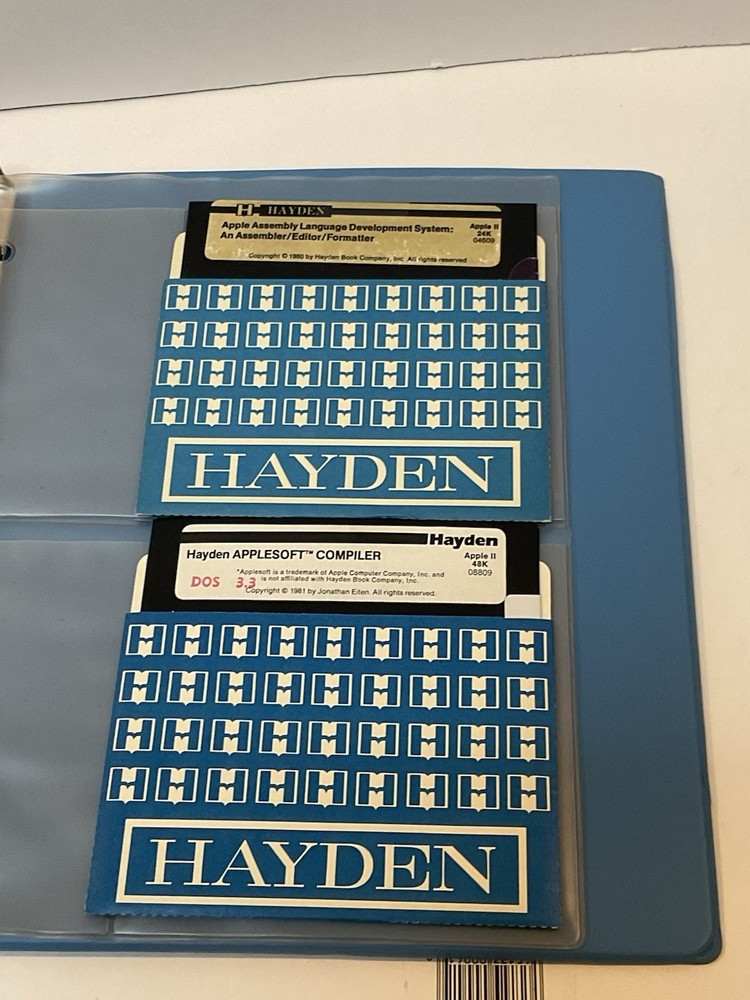 HAYDEN
Apple Assembly Language Development System:
An Assembler/Editor/Formatter
Apple II
24K
04609
Copyright © 1980 by Hayden Book Company, Inc. All rights reserved
HAYDEN
Hayden
Hayden APPLESOFT™ COMPILER
Apple II
48K
08809
*Applesoft is a trademark of Apple Computer Company, Inc. and
is not affiliated with Hayden Book Company, Inc.
DOS 3.3
Copyright © 1981 by Jonathan Eiten. All rights reserved.
HAYDEN